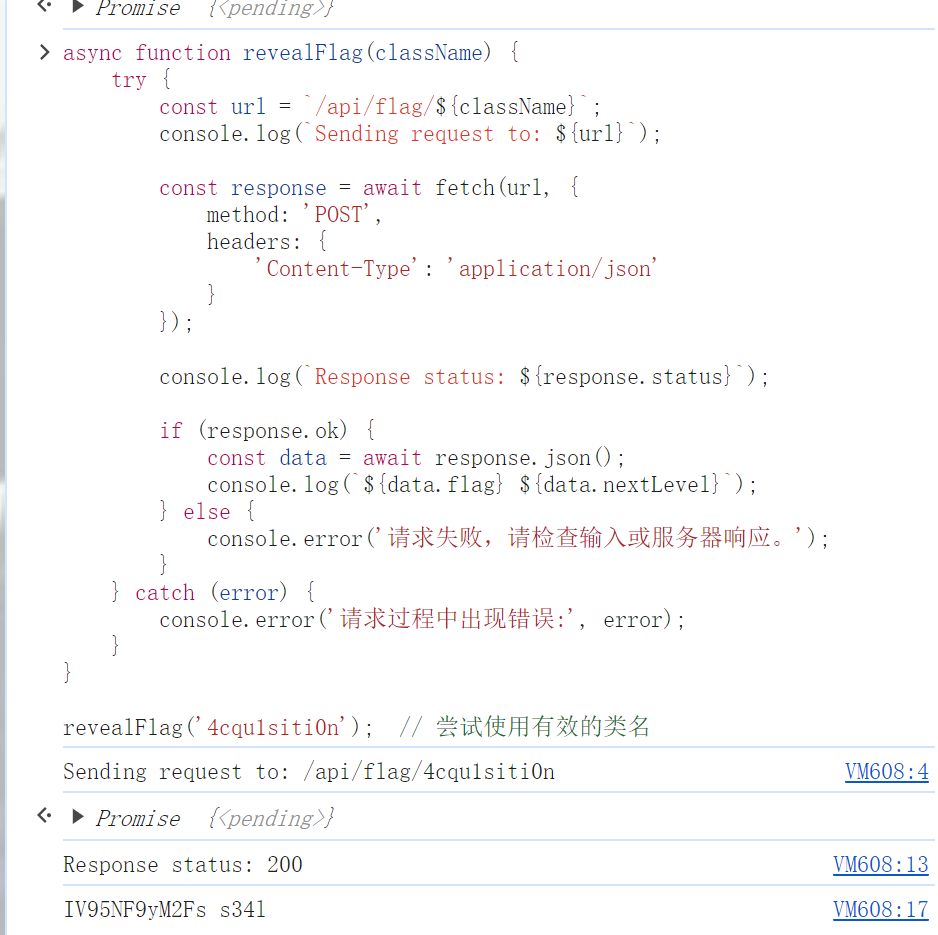 Promise {<pending>}
async function revealFlag(className) {
    try {
        const url = `/api/flag/${className}`;
        console.log(`Sending request to: ${url}`);
        const response = await fetch(url, {
            method: 'POST',
            headers: {
                'Content-Type': 'application/json'
            }
        });
        console.log(`Response status: ${response.status}`);
        if (response.ok) {
            const data = await response.json();
            console.log(`${data.flag} ${data.nextLevel}`);
        } else {
            console.error('请求失败，请检查输入或服务器响应。');
        }
    } catch (error) {
        console.error('请求过程中出现错误:', error);
    }
}
revealFlag('4cqu1siti0n');  // 尝试使用有效的类名
Sending request to: /api/flag/4cqu1siti0n VM608:4
Promise {<pending>}
Response status: 200 VM608:13
IV95NF9yM2Fs s34l VM608:17